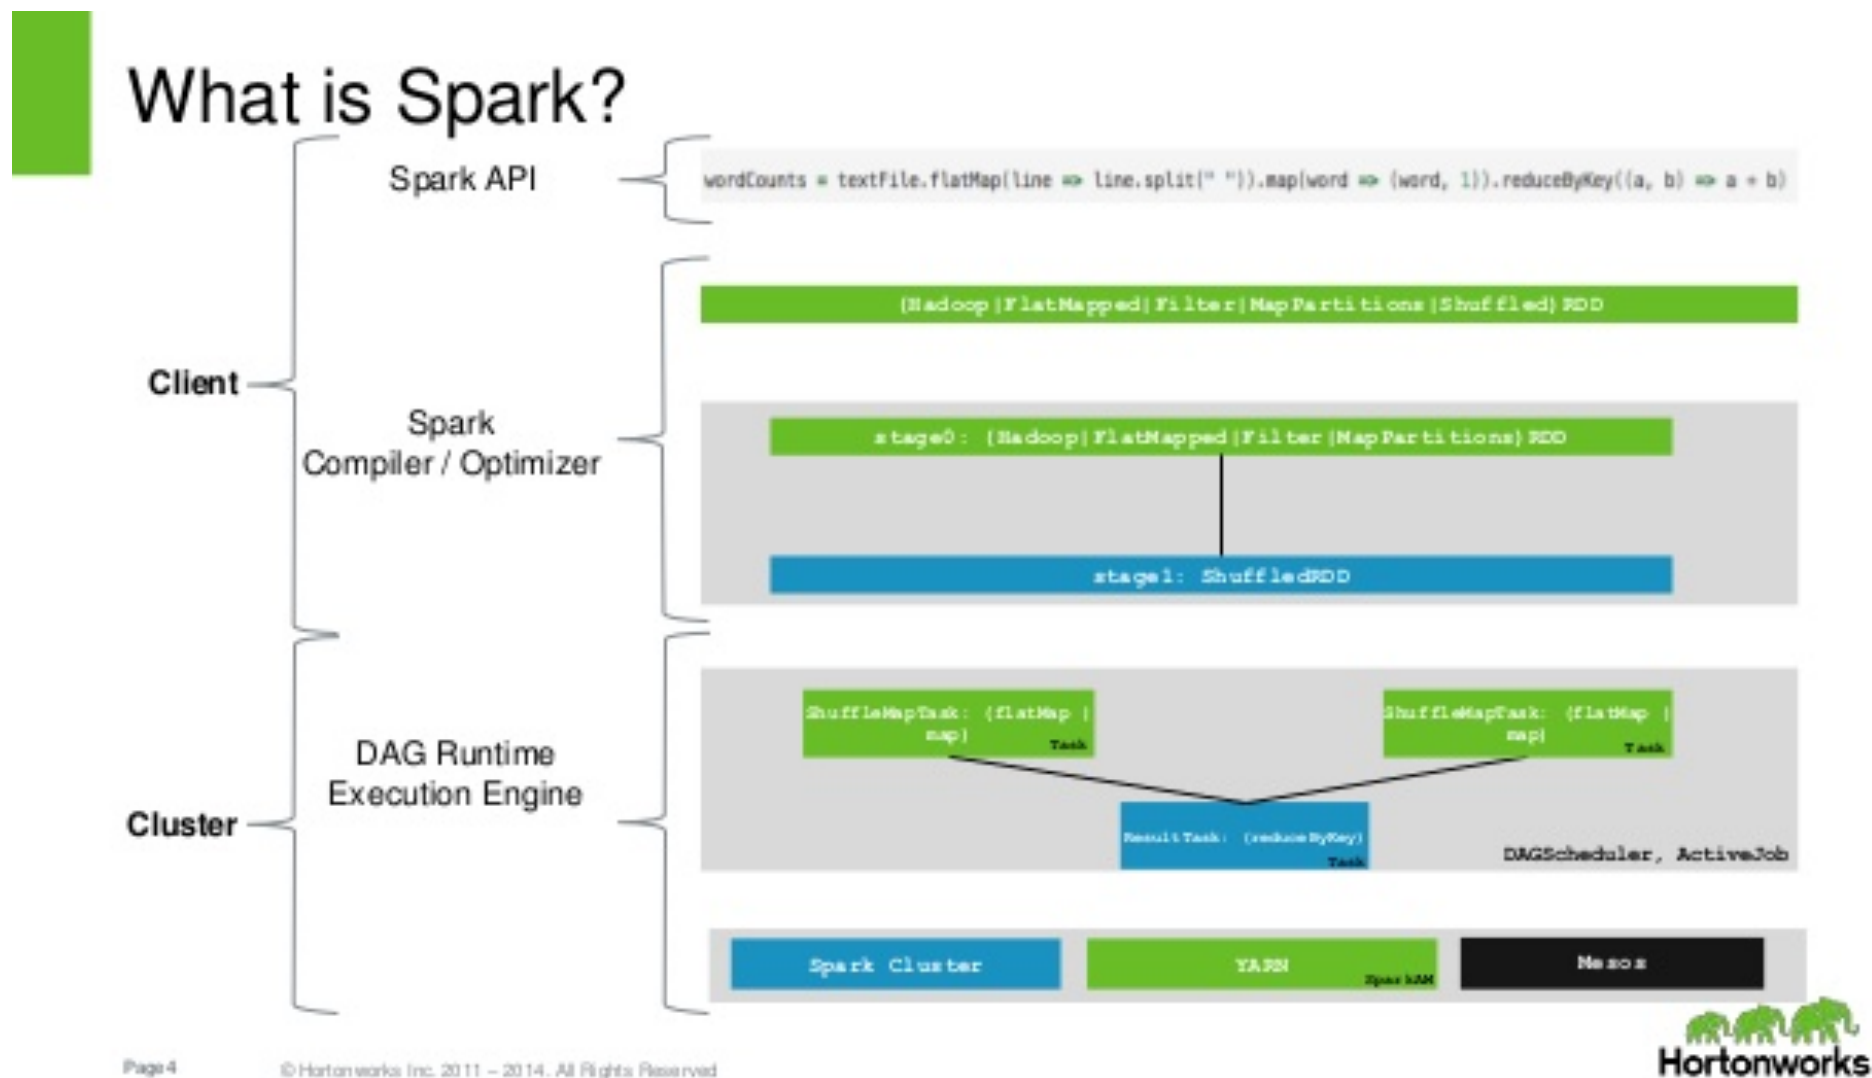 What is Spark?
Spark API
wordCounts = textFile.flatMap(line => line.split(" ")).map(word => (word, 1)).reduceByKey((a, b) => a + b)
(Hadoop|FlatMapped|Filter|MapPartitions|Shuffled)RDD
Client
Spark
Compiler / Optimizer
stage0: (Hadoop|FlatMapped|Filter|MapPartitions)RDD
stage1: ShuffledRDD
Cluster
DAG Runtime
Execution Engine
ShuffleMapTask: (flatMap |
map)
Task
ShuffleMapTask: (flatMap |
map)
Task
ResultTask: (reduceByKey)
Task
DAGScheduler, ActiveJob
Spark Cluster
YARN
SparkAM
Mesos
Page 4
© Hortonworks Inc. 2011 – 2014. All Rights Reserved
Hortonworks